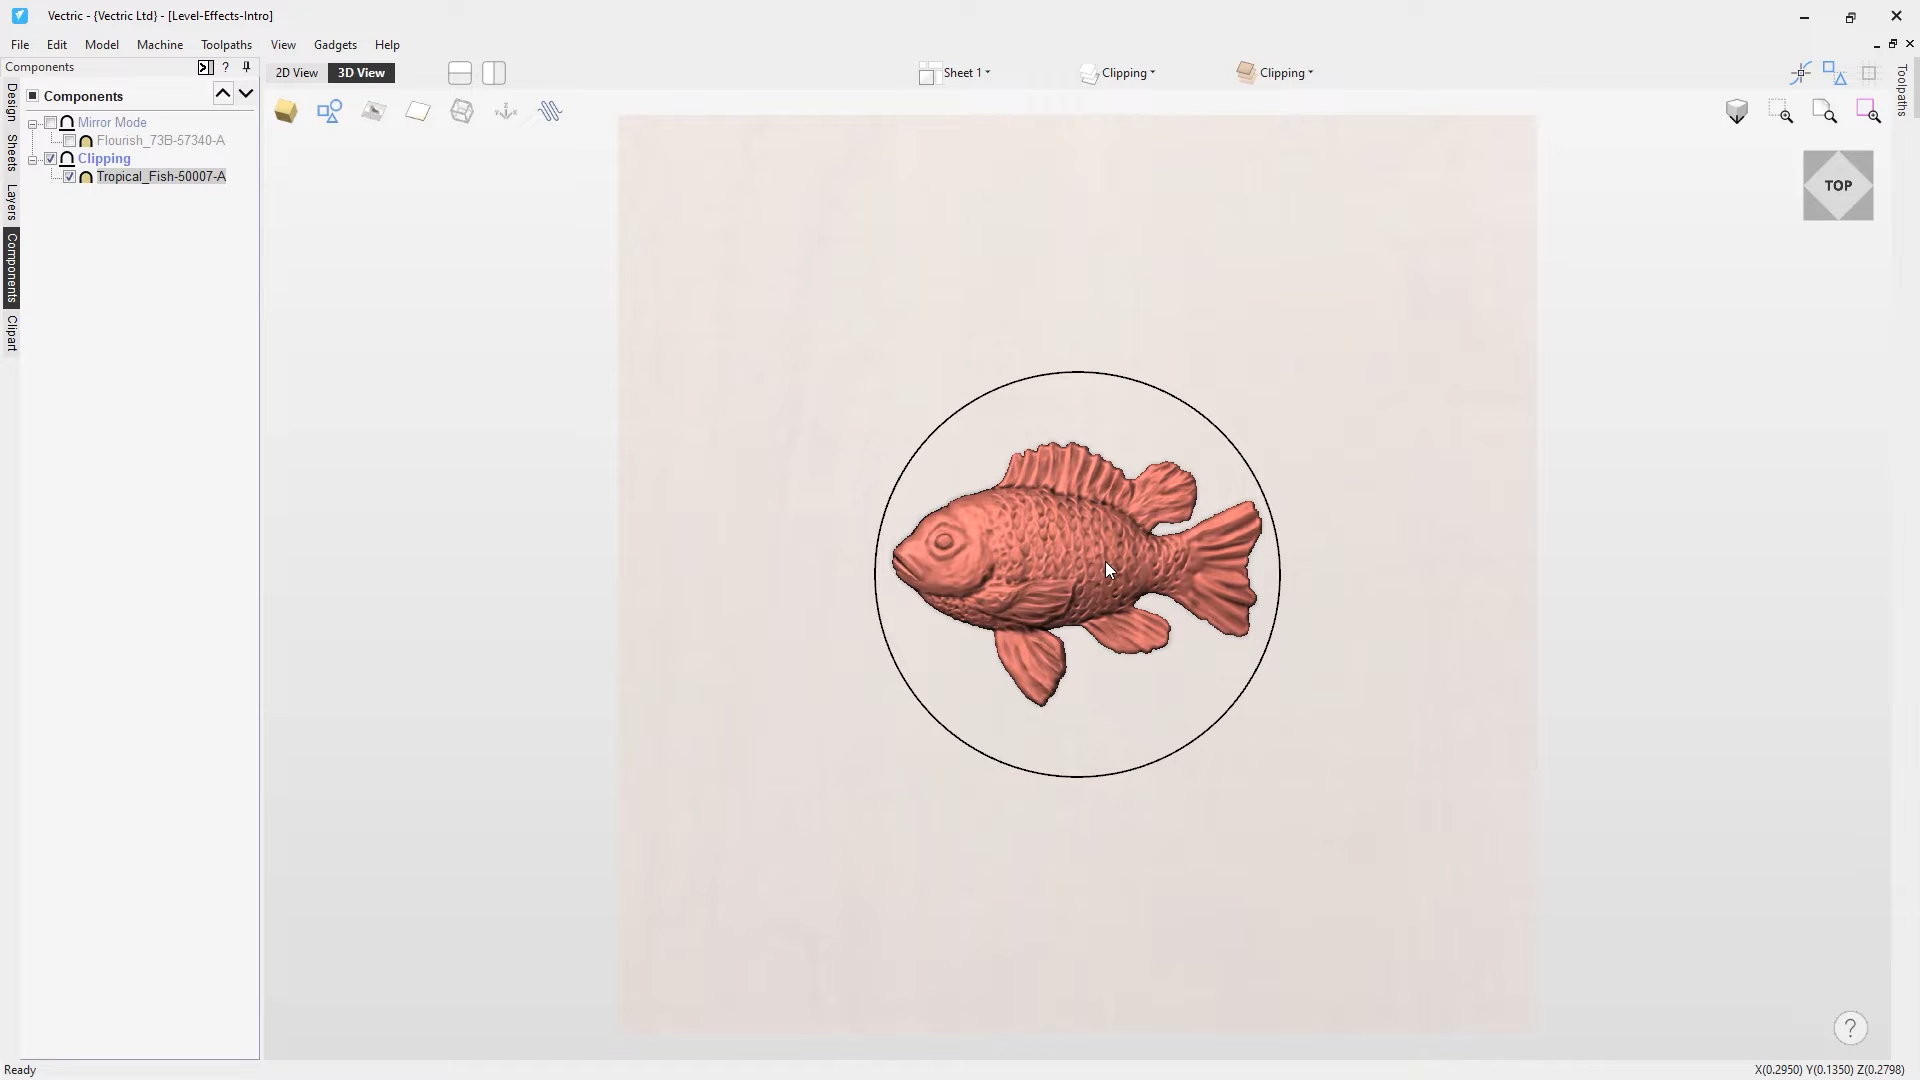 Vectric - {Vectric Ltd} - [Level-Effects-Intro]
File Edit Model Machine Toolpaths View Gadgets Help
Components ?
2D View 3D View Sheet 1 Clipping Clipping
Components
Mirror Mode
Flourish_73B-57340-A
Clipping
Tropical_Fish-50007-A
Design
Sheets
Layers
Components
Clipart
Toolpaths
TOP
?
Ready X(0.2950) Y(0.1350) Z(0.2798)